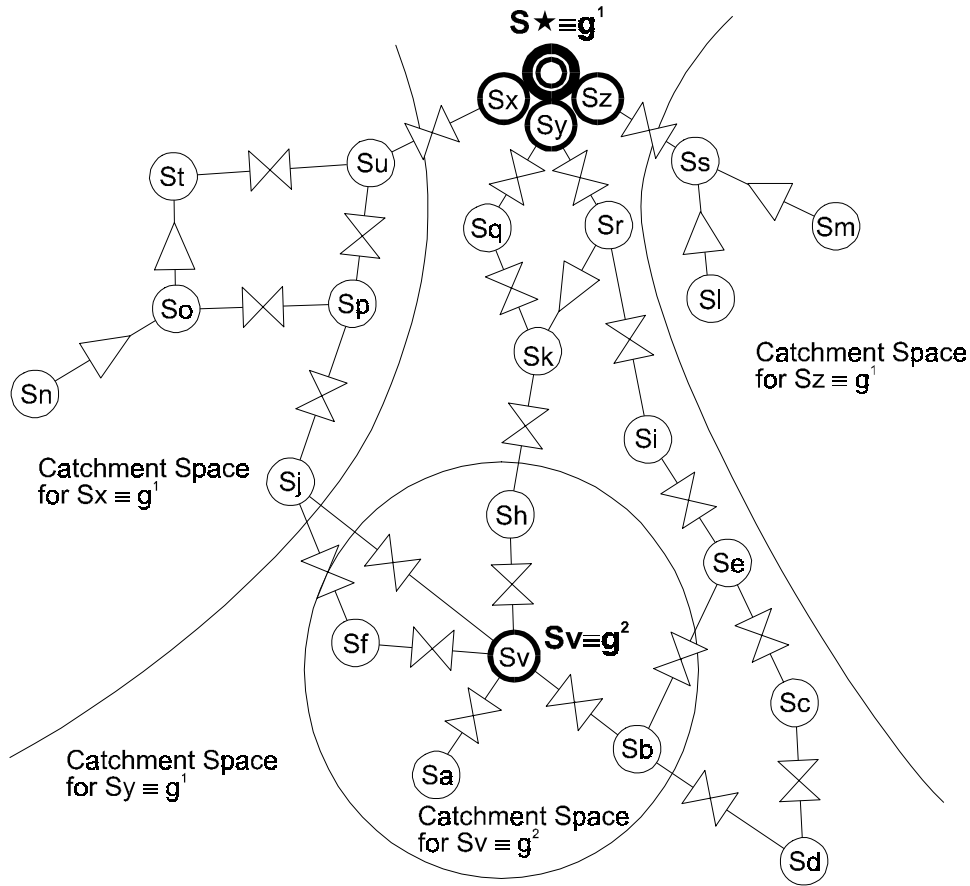 S★≡g¹
Sx
Sz
Sy
St
Su
Ss
Sq
Sr
Sm
So
Sp
Sl
Sk
Catchment Space
for Sz ≡ g¹
Sn
Si
Catchment Space
for Sx ≡ g¹
Sj
Sh
Se
Sf
Sv
Sv≡g²
Sc
Sb
Catchment Space
for Sy ≡ g¹
Sa
Catchment Space
for Sv ≡ g²
Sd